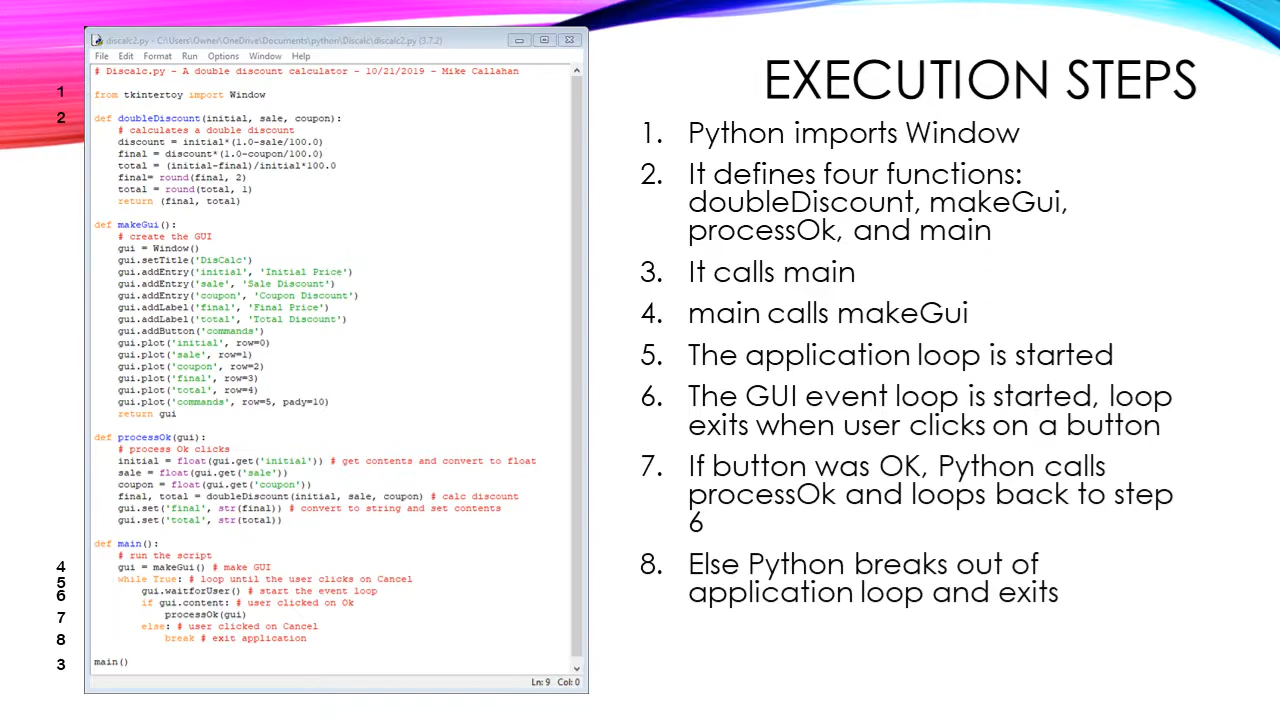 discalc2.py - C:\Users\Owner\OneDrive\Documents\python\Discalc\discalc2.py (3.7.2)
File Edit Format Run Options Window Help
# Discalc.py - A double discount calculator - 10/21/2019 - Mike Callahan
1
from tkintertoy import Window
2
def doubleDiscount(initial, sale, coupon):
# calculates a double discount
discount = initial*(1.0-sale/100.0)
final = discount*(1.0-coupon/100.0)
total = (initial-final)/initial*100.0
final= round(final, 2)
total = round(total, 1)
return (final, total)
def makeGui():
# create the GUI
gui = Window()
gui.setTitle('DisCalc')
gui.addEntry('initial', 'Initial Price')
gui.addEntry('sale', 'Sale Discount')
gui.addEntry('coupon', 'Coupon Discount')
gui.addLabel('final', 'Final Price')
gui.addLabel('total', 'Total Discount')
gui.addButton('commands')
gui.plot('initial', row=0)
gui.plot('sale', row=1)
gui.plot('coupon', row=2)
gui.plot('final', row=3)
gui.plot('total', row=4)
gui.plot('commands', row=5, pady=10)
return gui
def processOk(gui):
# process Ok clicks
initial = float(gui.get('initial')) # get contents and convert to float
sale = float(gui.get('sale'))
coupon = float(gui.get('coupon'))
final, total = doubleDiscount(initial, sale, coupon) # calc discount
gui.set('final', str(final)) # convert to string and set contents
gui.set('total', str(total))
def main():
# run the script
4
gui = makeGui() # make GUI
5
while True: # loop until the user clicks on Cancel
6
gui.waitforUser() # start the event loop
if gui.content: # user clicked on Ok
7
processOk(gui)
else: # user clicked on Cancel
8
break # exit application
3
main()
Ln: 9 Col: 0
EXECUTION STEPS
1. Python imports Window
2. It defines four functions:
doubleDiscount, makeGui,
processOk, and main
3. It calls main
4. main calls makeGui
5. The application loop is started
6. The GUI event loop is started, loop
exits when user clicks on a button
7. If button was OK, Python calls
processOk and loops back to step
6
8. Else Python breaks out of
application loop and exits